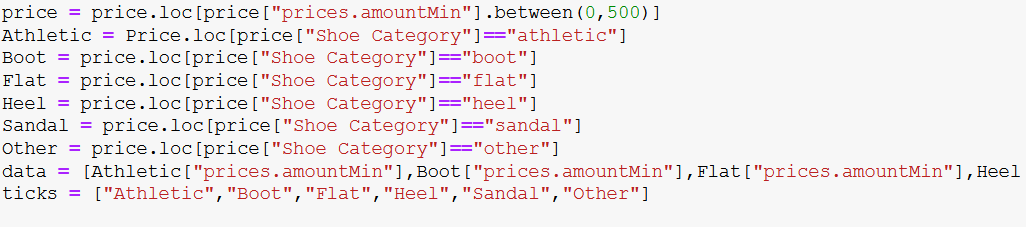 price = price.loc[price["prices.amountMin"].between(0,500)]
Athletic = Price.loc[price["Shoe Category"]=="athletic"]
Boot = price.loc[price["Shoe Category"]=="boot"]
Flat = price.loc[price["Shoe Category"]=="flat"]
Heel = price.loc[price["Shoe Category"]=="heel"]
Sandal = price.loc[price["Shoe Category"]=="sandal"]
Other = price.loc[price["Shoe Category"]=="other"]
data = [Athletic["prices.amountMin"],Boot["prices.amountMin"],Flat["prices.amountMin"],Heel
ticks = ["Athletic","Boot","Flat","Heel","Sandal","Other"]